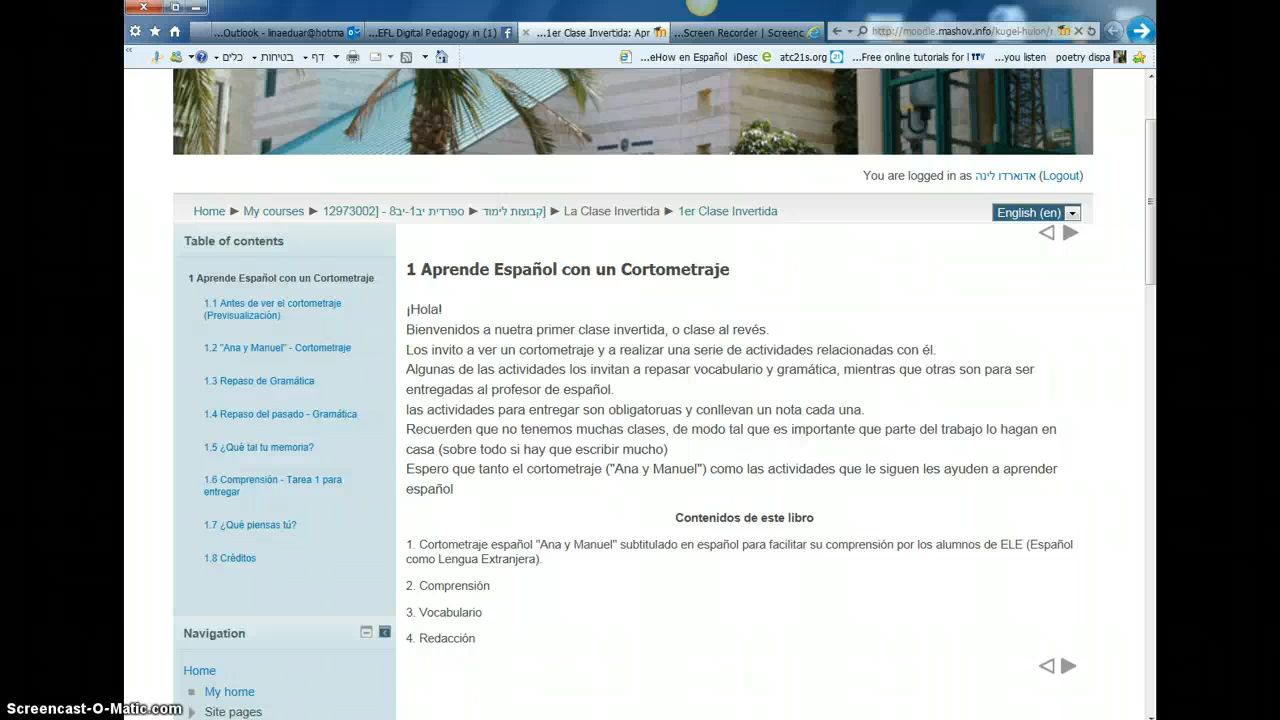 ...Outlook - linaeduar@hotma
...EFL Digital Pedagogy in (1)
...1er Clase Invertida: Apr
...Screen Recorder | Screenc
http://moodle.mashov.info/kugel-hulon/r
כלים
בטיחות
דף
...eHow en Español
iDesc
atc21s.org
...Free online tutorials for l
...you listen
poetry dispa
You are logged in as אדוארדו לינה (Logout)
Home ► My courses ► 12973002] - ספרדית יב1-יב8 ► קבוצות לימוד] ► La Clase Invertida ► 1er Clase Invertida
English (en)
Table of contents
1 Aprende Español con un Cortometraje
1.1 Antes de ver el cortometraje
(Previsualización)
1.2 "Ana y Manuel" - Cortometraje
1.3 Repaso de Gramática
1.4 Repaso del pasado - Gramática
1.5 ¿Qué tal tu memoria?
1.6 Comprensión - Tarea 1 para
entregar
1.7 ¿Qué piensas tú?
1.8 Créditos
Navigation
Home
My home
Site pages
1 Aprende Español con un Cortometraje
¡Hola!
Bienvenidos a nuetra primer clase invertida, o clase al revés.
Los invito a ver un cortometraje y a realizar una serie de actividades relacionadas con él.
Algunas de las actividades los invitan a repasar vocabulario y gramática, mientras que otras son para ser
entregadas al profesor de español.
las actividades para entregar son obligatoruas y conllevan un nota cada una.
Recuerden que no tenemos muchas clases, de modo tal que es importante que parte del trabajo lo hagan en
casa (sobre todo si hay que escribir mucho)
Espero que tanto el cortometraje ("Ana y Manuel") como las actividades que le siguen les ayuden a aprender
español
Contenidos de este libro
1. Cortometraje español "Ana y Manuel" subtitulado en español para facilitar su comprensión por los alumnos de ELE (Español
como Lengua Extranjera).
2. Comprensión
3. Vocabulario
4. Redacción
Screencast-O-Matic.com